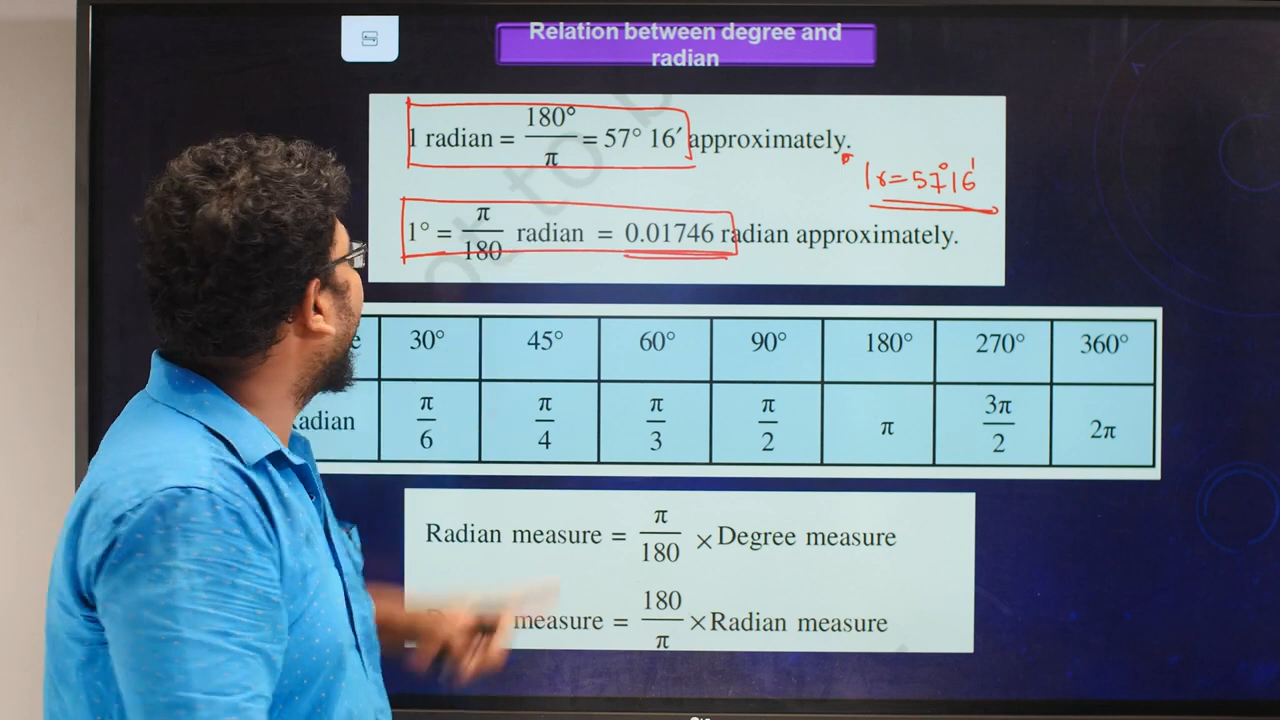 Relation between degree and
radian
1 radian = 180°/π = 57° 16′ approximately.
1r = 57°16'
1° = π/180 radian = 0.01746 radian approximately.
30° 45° 60° 90° 180° 270° 360°
Radian π/6 π/4 π/3 π/2 π 3π/2 2π
Radian measure = π/180 × Degree measure
measure = 180/π × Radian measure